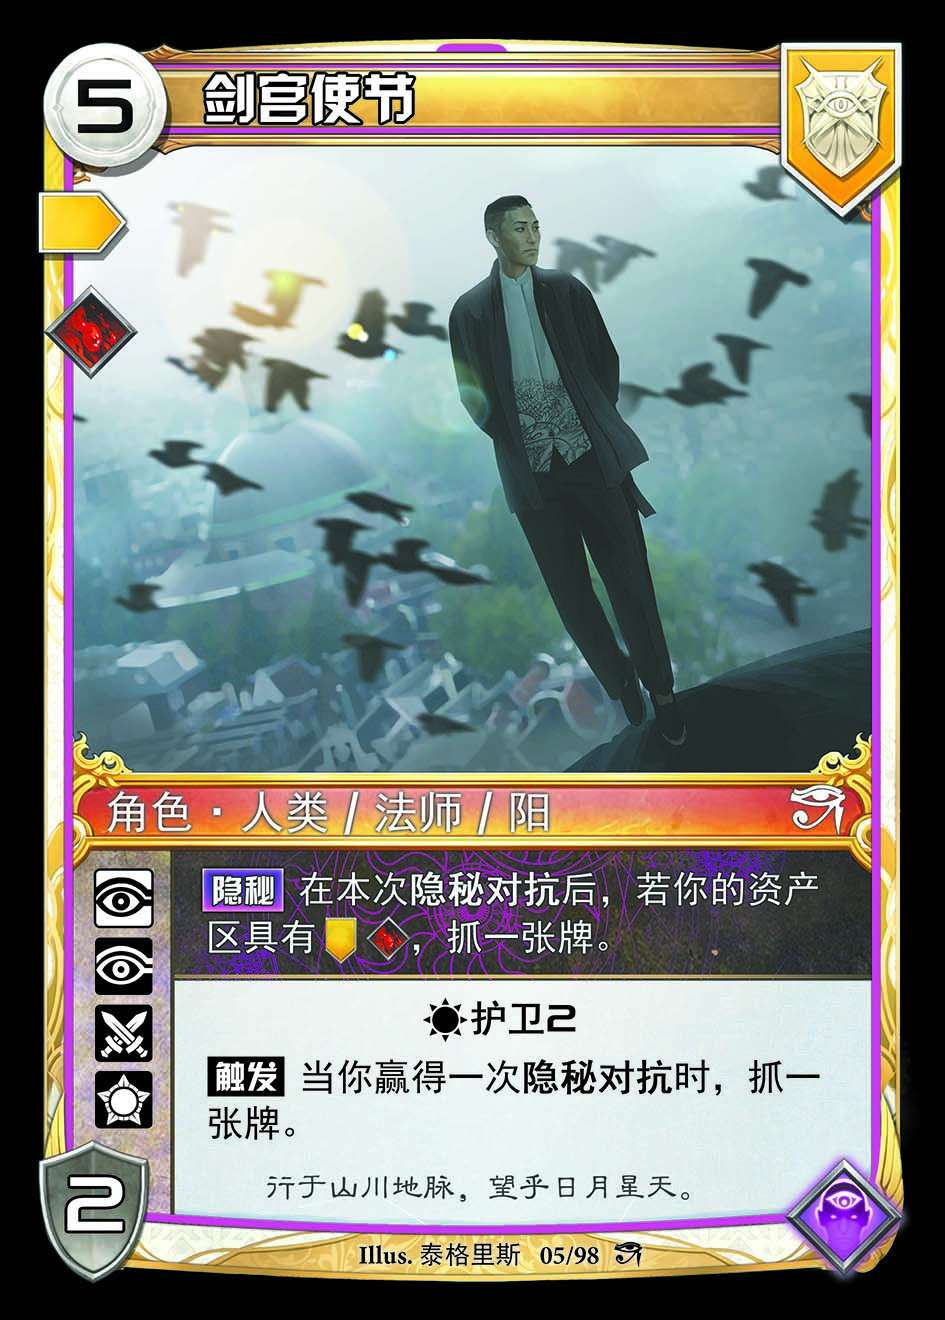 5
剑宫使节
角色·人类/法师/阳
隐秘 在本次隐秘对抗后，若你的资产
区具有，抓一张牌。
护卫2
触发 当你赢得一次隐秘对抗时，抓一
张牌。
行于山川地脉，望乎日月星天。
2
Illus. 泰格里斯 05/98